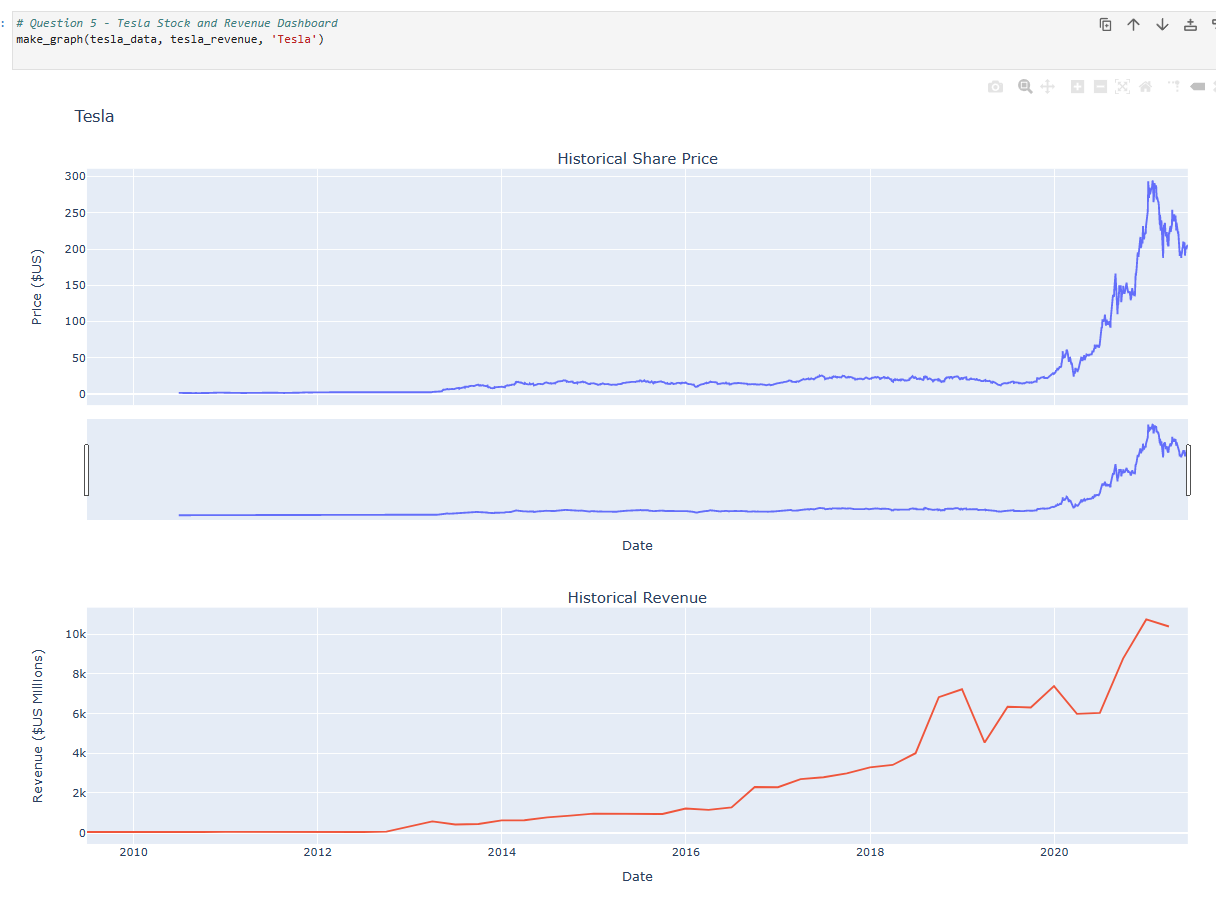 :
# Question 5 - Tesla Stock and Revenue Dashboard
make_graph(tesla_data, tesla_revenue, 'Tesla')
Tesla
Historical Share Price
300
250
200
150
100
50
0
Price ($US)
Date
Historical Revenue
10k
8k
6k
4k
2k
0
Revenue ($US Millions)
2010 2012 2014 2016 2018 2020
Date